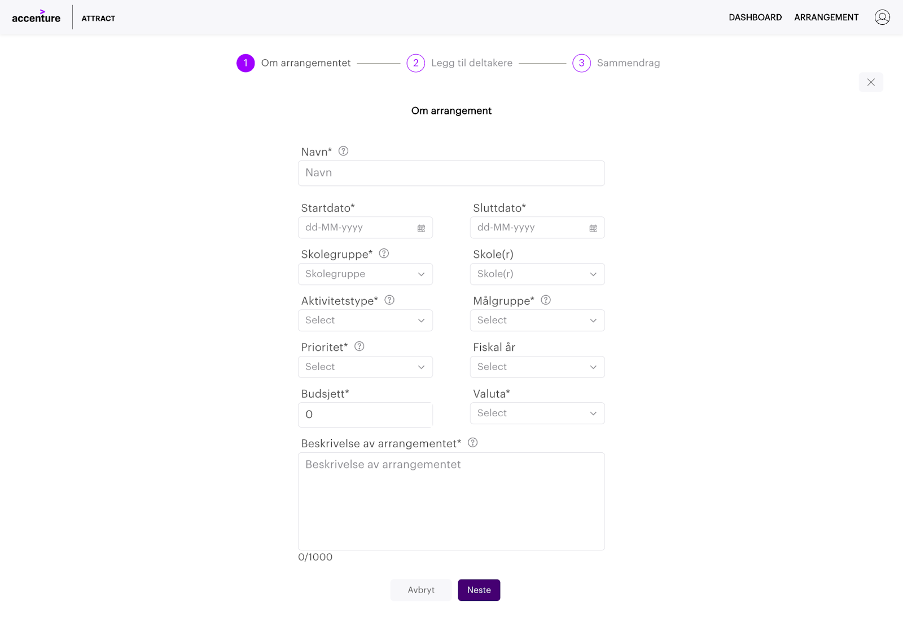 accenture
ATTRACT
DASHBOARD ARRANGEMENT
1 Om arrangementet 2 Legg til deltakere 3 Sammendrag
Om arrangement
Navn*
Navn
Startdato* Sluttdato*
dd-MM-yyyy dd-MM-yyyy
Skolegruppe* Skole(r)
Skolegruppe Skole(r)
Aktivitetstype* Målgruppe*
Select Select
Prioritet* Fiskal år
Select Select
Budsjett* Valuta*
0 Select
Beskrivelse av arrangementet*
Beskrivelse av arrangementet
0/1000
Avbryt Neste